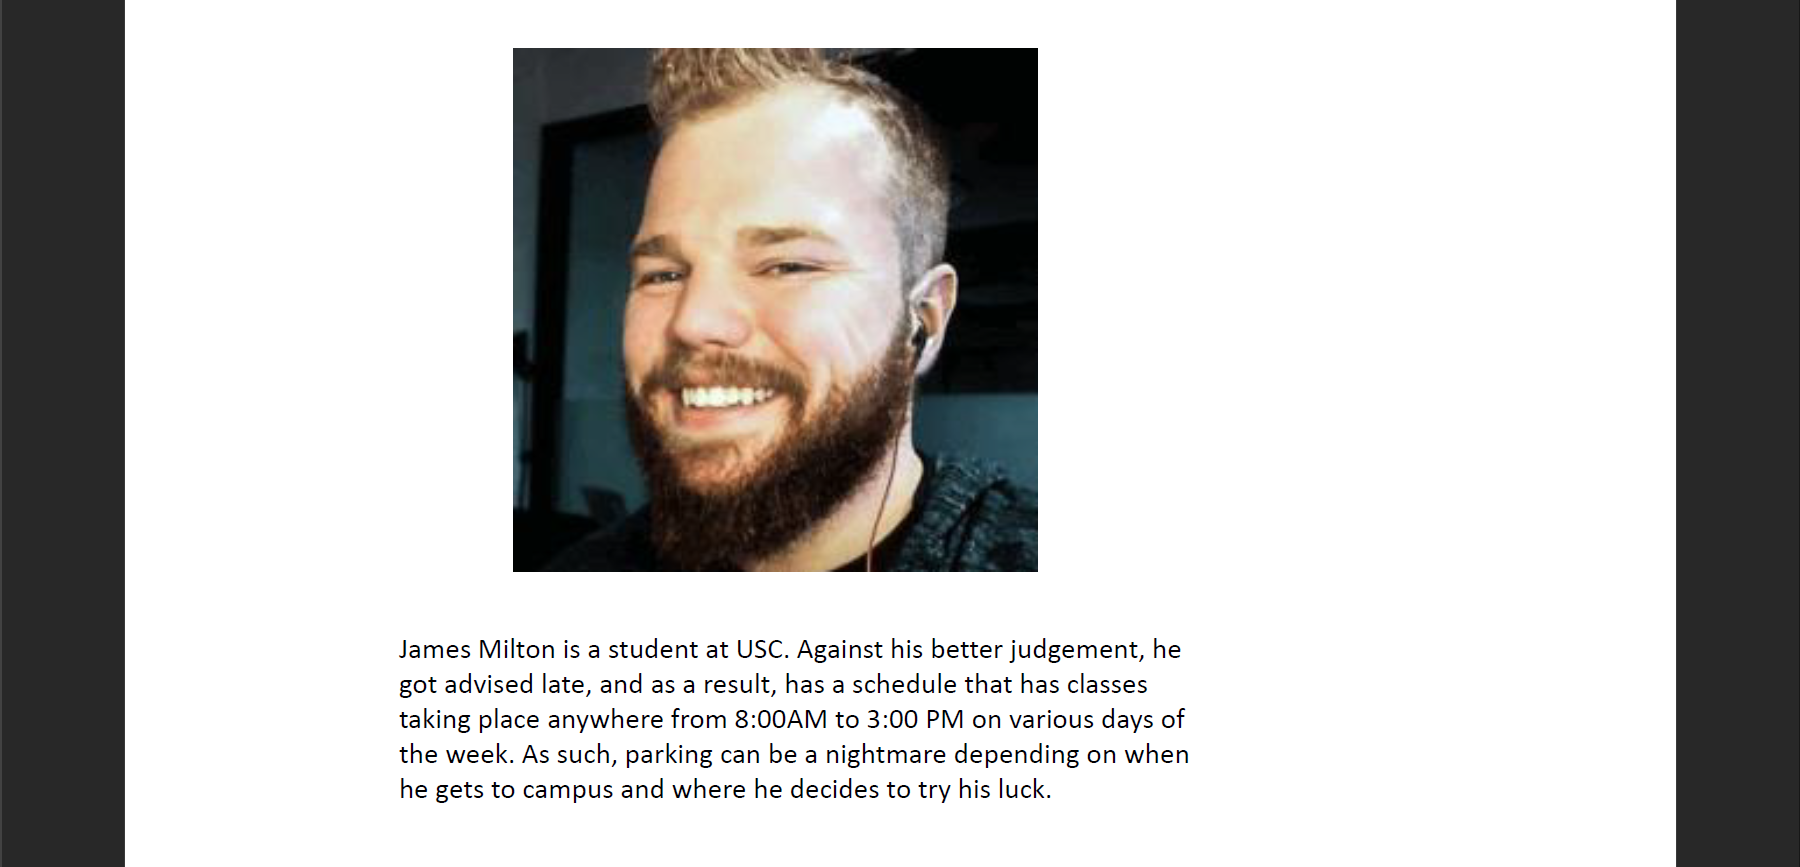 James Milton is a student at USC. Against his better judgement, he
got advised late, and as a result, has a schedule that has classes
taking place anywhere from 8:00AM to 3:00 PM on various days of
the week. As such, parking can be a nightmare depending on when
he gets to campus and where he decides to try his luck.